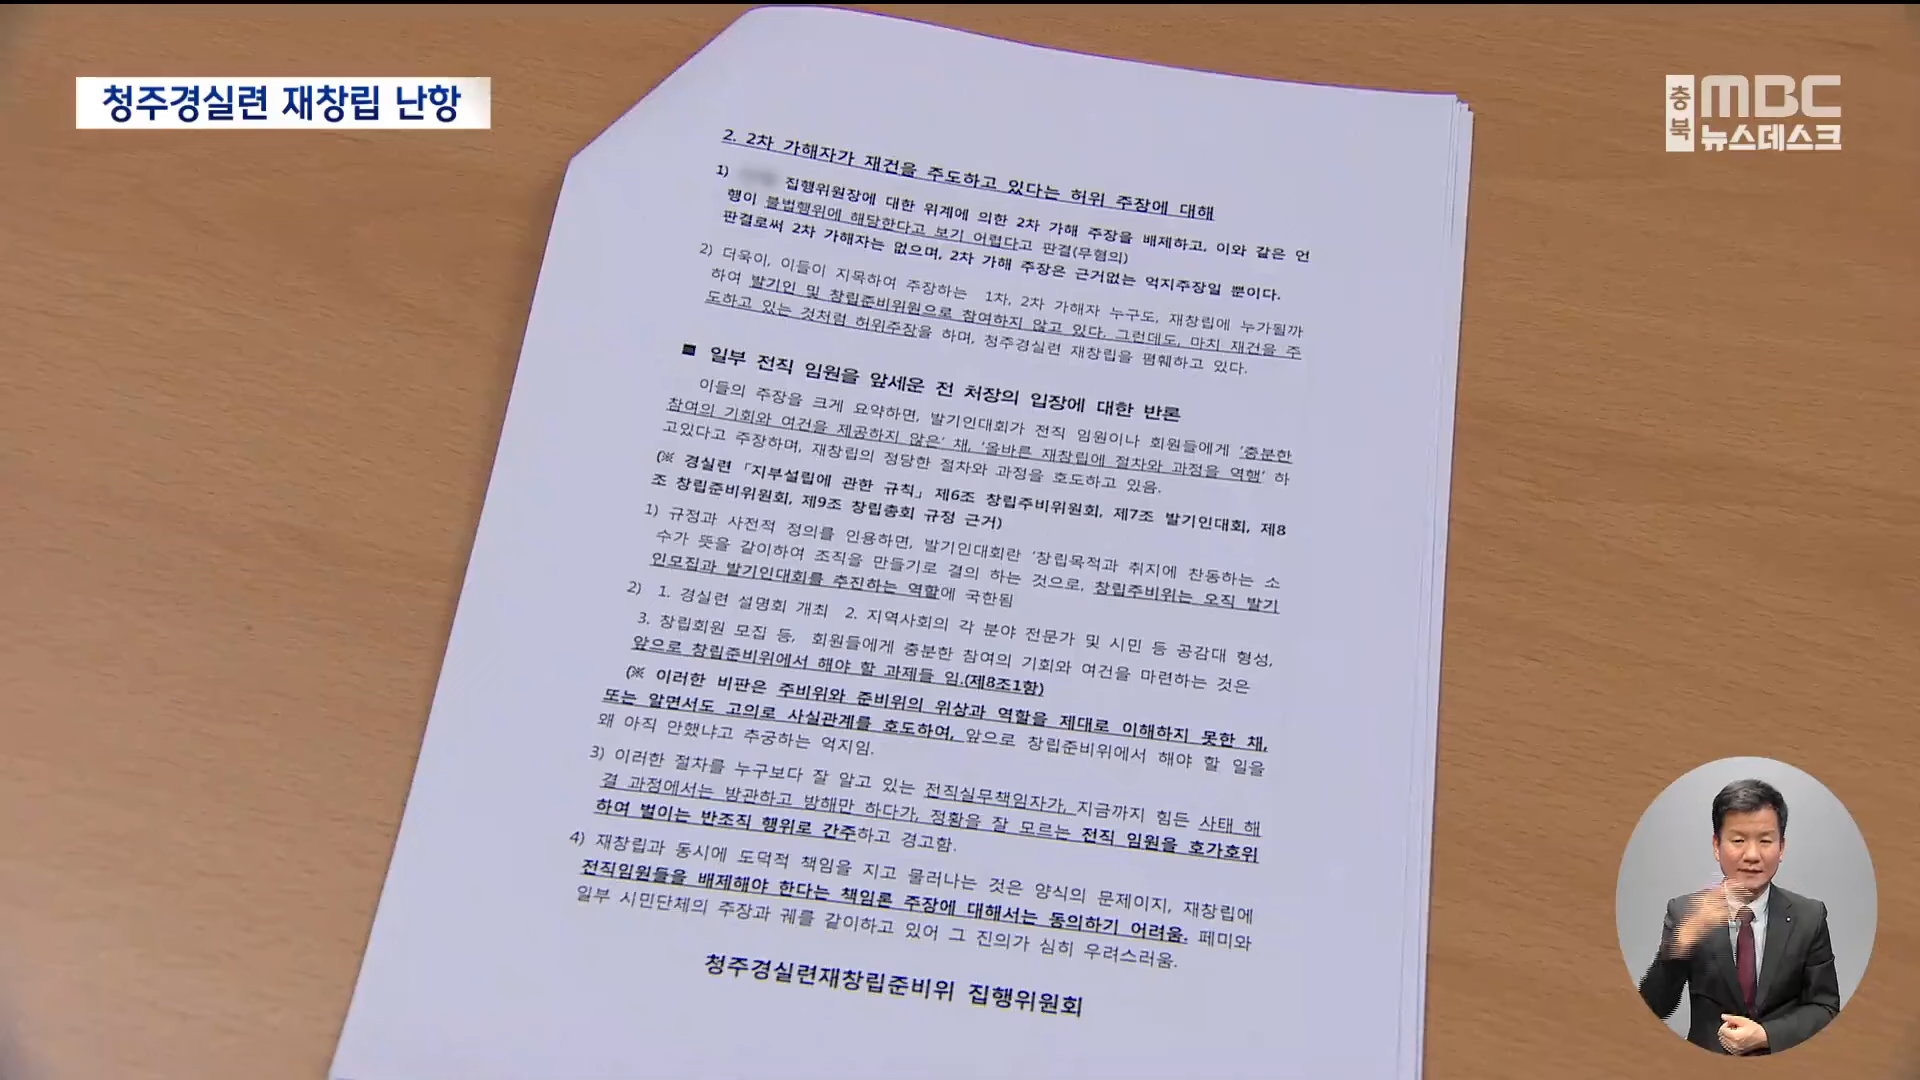 청주경실련 재창립 난항
충북
MBC
뉴스데스크
2. 2차 가해자가 재건을 주도하고 있다는 허위 주장에 대해
1) 집행위원장에 대한 위계에 의한 2차 가해 주장을 배제하고, 이와 같은 언
행이 불법행위에 해당한다고 보기 어렵다고 판결(무혐의)
판결로써 2차 가해자는 없으며, 2차 가해 주장은 근거없는 억지주장일 뿐이다.
2) 더욱이, 이들이 지목하여 주장하는 1차, 2차 가해자 누구도, 재창립에 누가될까
하여 발기인 및 창립준비위원으로 참여하지 않고 있다. 그런데도, 마치 재건을 주
도하고 있는 것처럼 허위주장을 하며, 청주경실련 재창립을 폄훼하고 있다.
■ 일부 전직 임원을 앞세운 전 처장의 입장에 대한 반론
이들의 주장을 크게 요약하면, 발기인대회가 전직 임원이나 회원들에게 '충분한
참여의 기회와 여건을 제공하지 않은' 채, '올바른 재창립에 절차와 과정을 역행' 하
고있다고 주장하며, 재창립의 정당한 절차와 과정을 호도하고 있음.
(※ 경실련 「지부설립에 관한 규칙」 제6조 창립주비위원회, 제7조 발기인대회, 제8
조 창립준비위원회, 제9조 창립총회 규정 근거)
1) 규정과 사전적 정의를 인용하면, 발기인대회란 '창립목적과 취지에 찬동하는 소
수가 뜻을 같이하여 조직을 만들기로 결의 하는 것으로, 창립주비위는 오직 발기
인모집과 발기인대회를 추진하는 역할에 국한됨
2) 1. 경실련 설명회 개최 2. 지역사회의 각 분야 전문가 및 시민 등 공감대 형성,
3. 창립회원 모집 등, 회원들에게 충분한 참여의 기회와 여건을 마련하는 것은
앞으로 창립준비위에서 해야 할 과제들 임.(제8조1항)
(※ 이러한 비판은 주비위와 준비위의 위상과 역할을 제대로 이해하지 못한 채,
또는 알면서도 고의로 사실관계를 호도하여, 앞으로 창립준비위에서 해야 할 일을
왜 아직 안했냐고 추궁하는 억지임.
3) 이러한 절차를 누구보다 잘 알고 있는 전직실무책임자가, 지금까지 힘든 사태 해
결 과정에서는 방관하고 방해만 하다가, 정황을 잘 모르는 전직 임원을 호가호위
하여 벌이는 반조직 행위로 간주하고 경고함.
4) 재창립과 동시에 도덕적 책임을 지고 물러나는 것은 양식의 문제이지, 재창립에
전직임원들을 배제해야 한다는 책임론 주장에 대해서는 동의하기 어려움. 페미와
일부 시민단체의 주장과 궤를 같이하고 있어 그 진의가 심히 우려스러움.
청주경실련재창립준비위 집행위원회